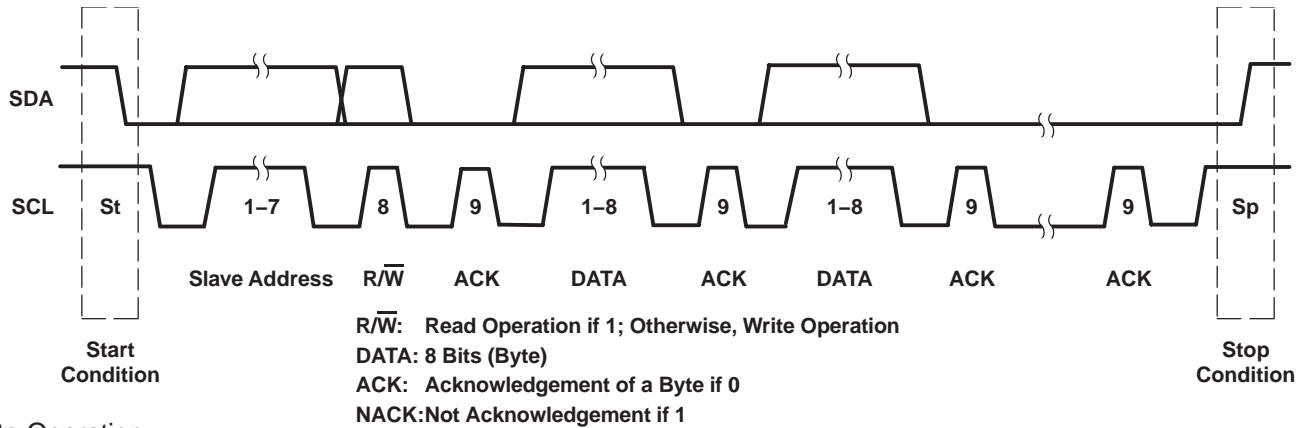 SDA
SCL St 1–7 8 9 1–8 9 1–8 9 9 Sp
Slave Address R/W̅ ACK DATA ACK DATA ACK ACK
R/W̅: Read Operation if 1; Otherwise, Write Operation
DATA: 8 Bits (Byte)
ACK: Acknowledgement of a Byte if 0
NACK:Not Acknowledgement if 1
Start
Condition
Stop
Condition